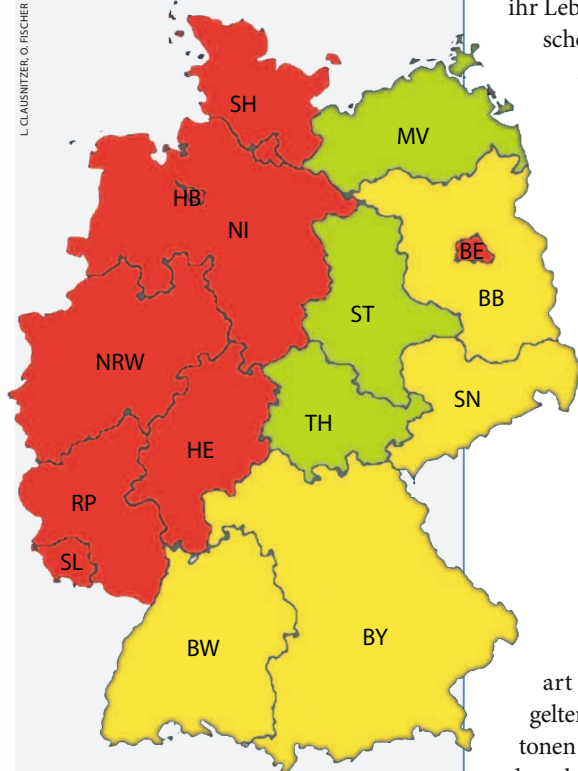 L. CLAUSNITZER, O. FISCHER
ihr Leb
sche
SH
MV
HB
NI
BE
BB
ST
NRW
SN
TH
HE
RP
SL
BW
BY
art
gelten
tonen